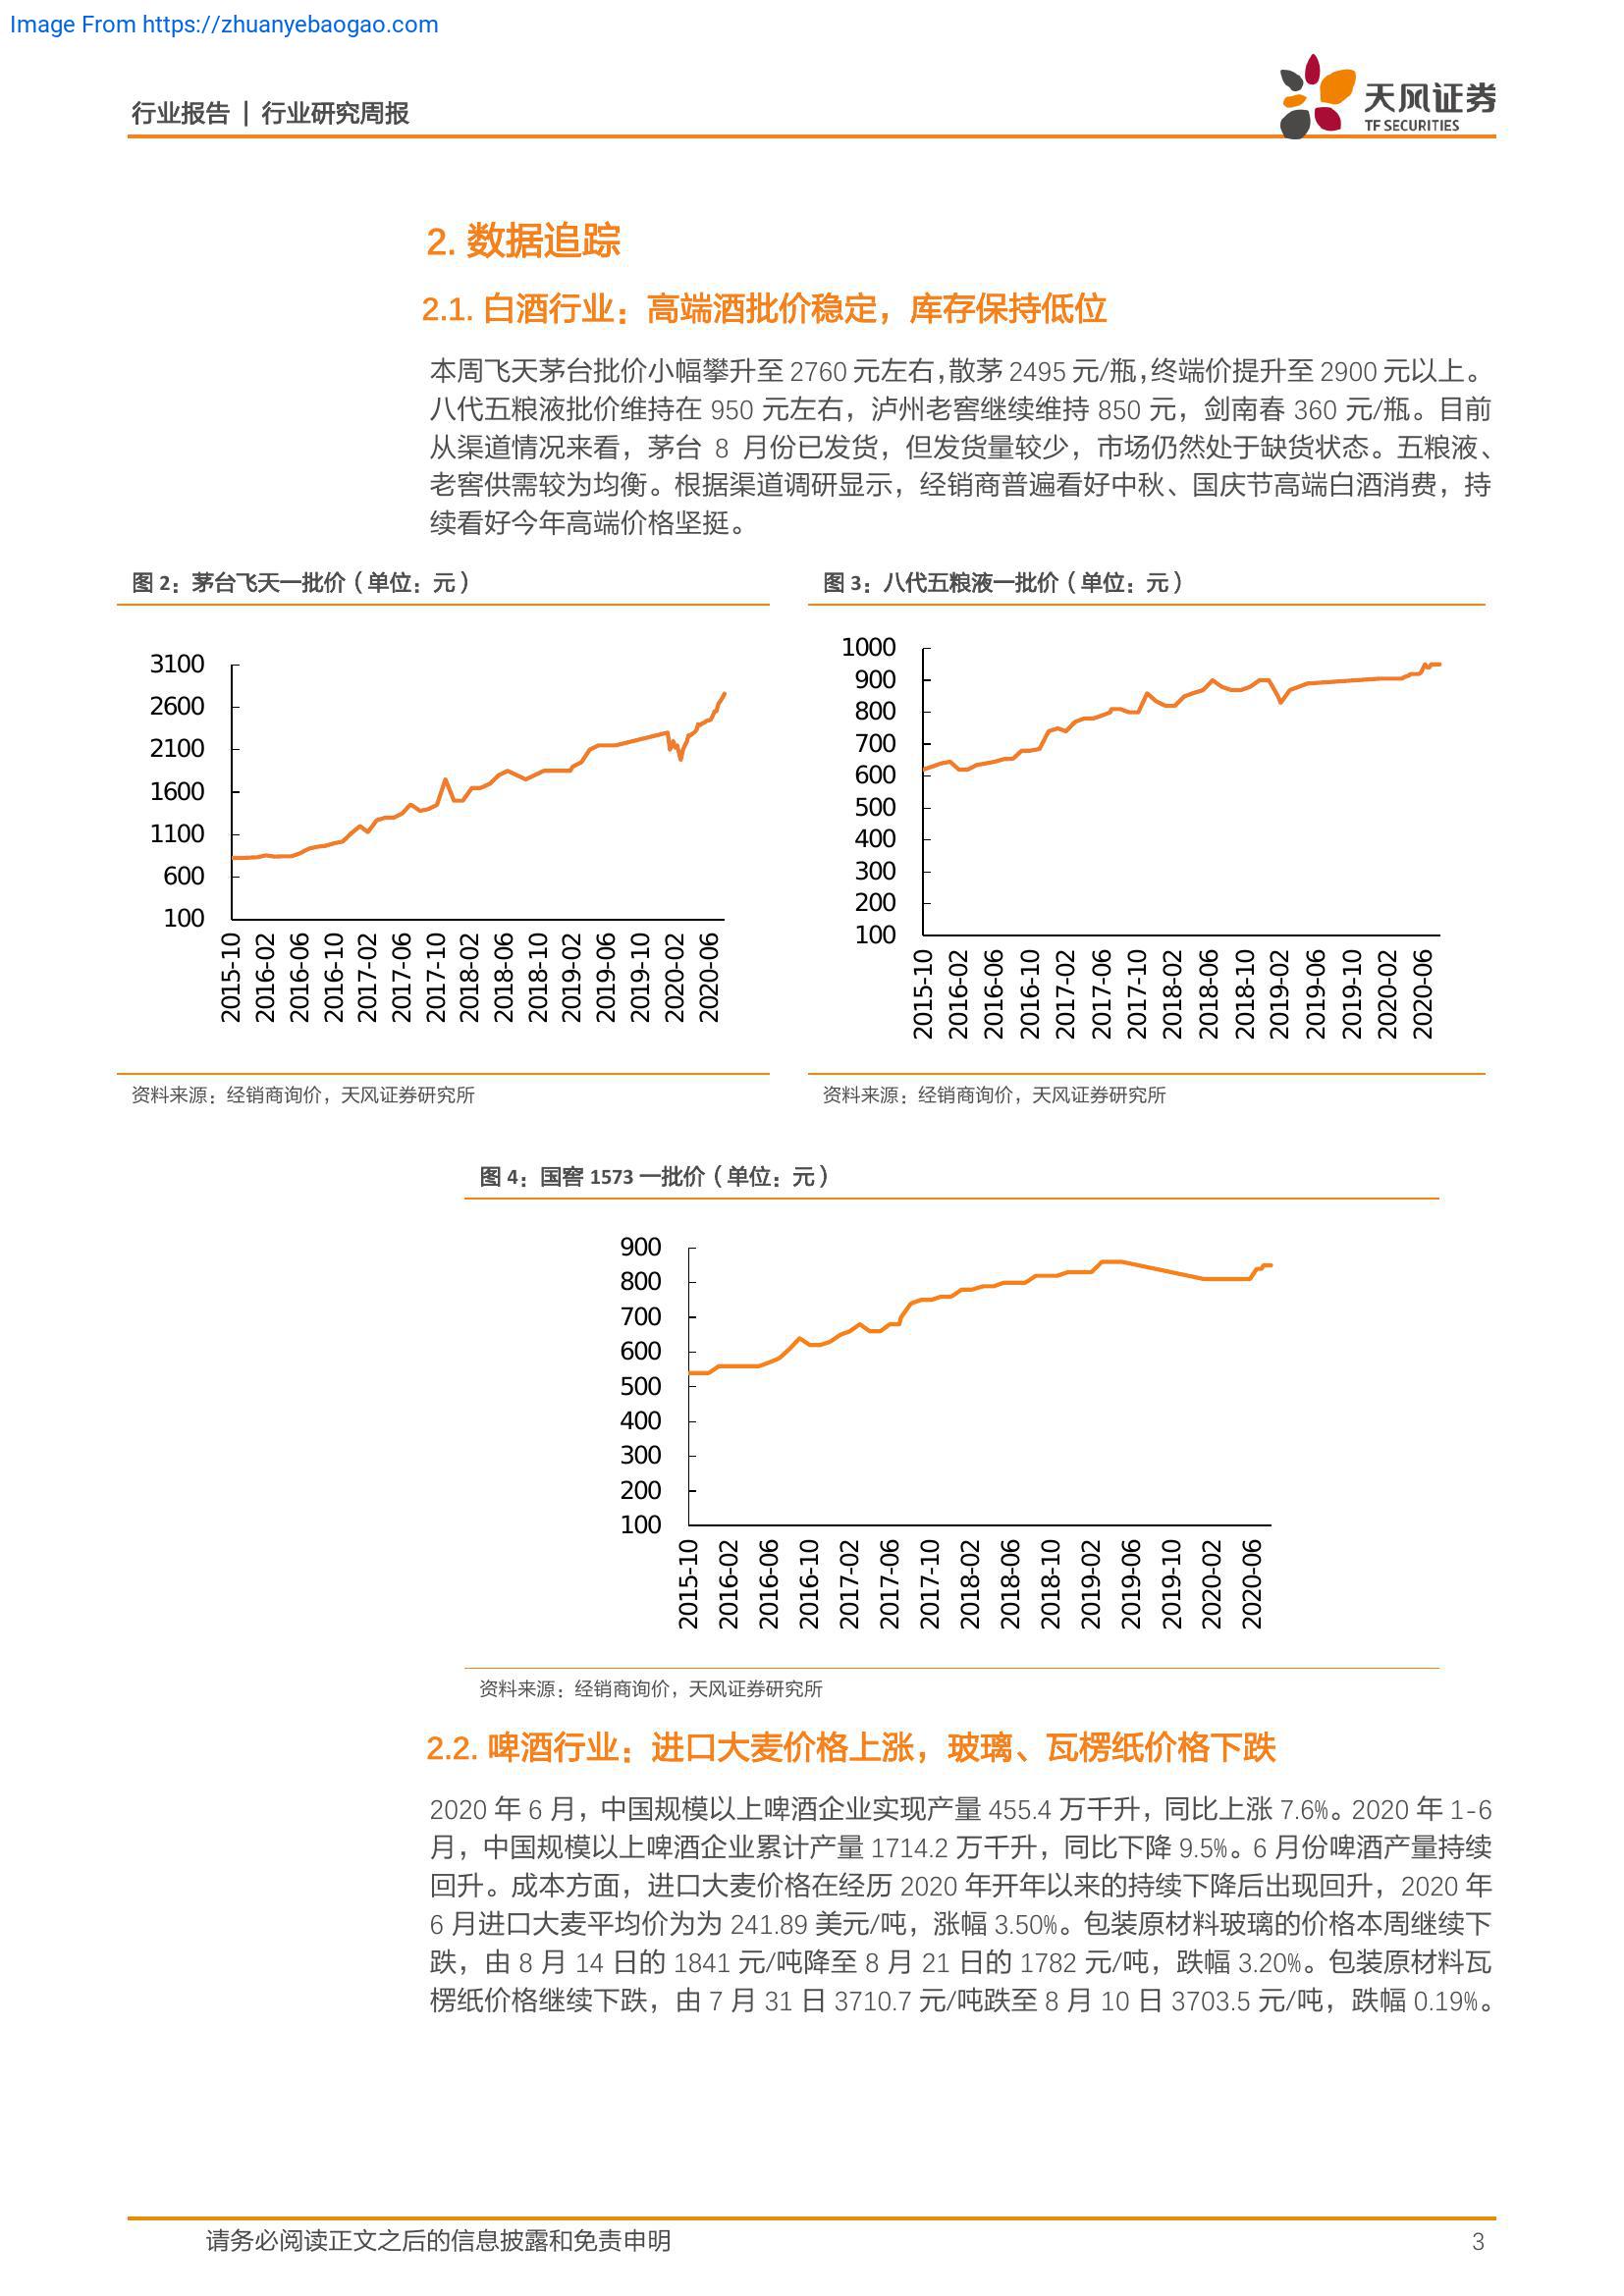 Image From https://zhuanyebaogao.com
行业报告 | 行业研究周报
天风证券
TF SECURITIES
2. 数据追踪
2.1. 白酒行业：高端酒批价稳定，库存保持低位
本周飞天茅台批价小幅攀升至 2760 元左右，散茅 2495 元/瓶，终端价提升至 2900 元以上。
八代五粮液批价维持在 950 元左右，泸州老窖继续维持 850 元，剑南春 360 元/瓶。目前
从渠道情况来看，茅台 8 月份已发货，但发货量较少，市场仍然处于缺货状态。五粮液、
老窖供需较为均衡。根据渠道调研显示，经销商普遍看好中秋、国庆节高端白酒消费，持
续看好今年高端价格坚挺。
图 2：茅台飞天一批价（单位：元）
3100
2600
2100
1600
1100
600
100
2015-10
2016-02
2016-06
2016-10
2017-02
2017-06
2017-10
2018-02
2018-06
2018-10
2019-02
2019-06
2019-10
2020-02
2020-06
资料来源：经销商询价，天风证券研究所
图 3：八代五粮液一批价（单位：元）
1000
900
800
700
600
500
400
300
200
100
2015-10
2016-02
2016-06
2016-10
2017-02
2017-06
2017-10
2018-02
2018-06
2018-10
2019-02
2019-06
2019-10
2020-02
2020-06
资料来源：经销商询价，天风证券研究所
图 4：国窖 1573 一批价（单位：元）
900
800
700
600
500
400
300
200
100
2015-10
2016-02
2016-06
2016-10
2017-02
2017-06
2017-10
2018-02
2018-06
2018-10
2019-02
2019-06
2019-10
2020-02
2020-06
资料来源：经销商询价，天风证券研究所
2.2. 啤酒行业：进口大麦价格上涨，玻璃、瓦楞纸价格下跌
2020 年 6 月，中国规模以上啤酒企业实现产量 455.4 万千升，同比上涨 7.6%。2020 年 1-6
月，中国规模以上啤酒企业累计产量 1714.2 万千升，同比下降 9.5%。6 月份啤酒产量持续
回升。成本方面，进口大麦价格在经历 2020 年开年以来的持续下降后出现回升，2020 年
6 月进口大麦平均价为为 241.89 美元/吨，涨幅 3.50%。包装原材料玻璃的价格本周继续下
跌，由 8 月 14 日的 1841 元/吨降至 8 月 21 日的 1782 元/吨，跌幅 3.20%。包装原材料瓦
楞纸价格继续下跌，由 7 月 31 日 3710.7 元/吨跌至 8 月 10 日 3703.5 元/吨，跌幅 0.19%。
请务必阅读正文之后的信息披露和免责申明
3